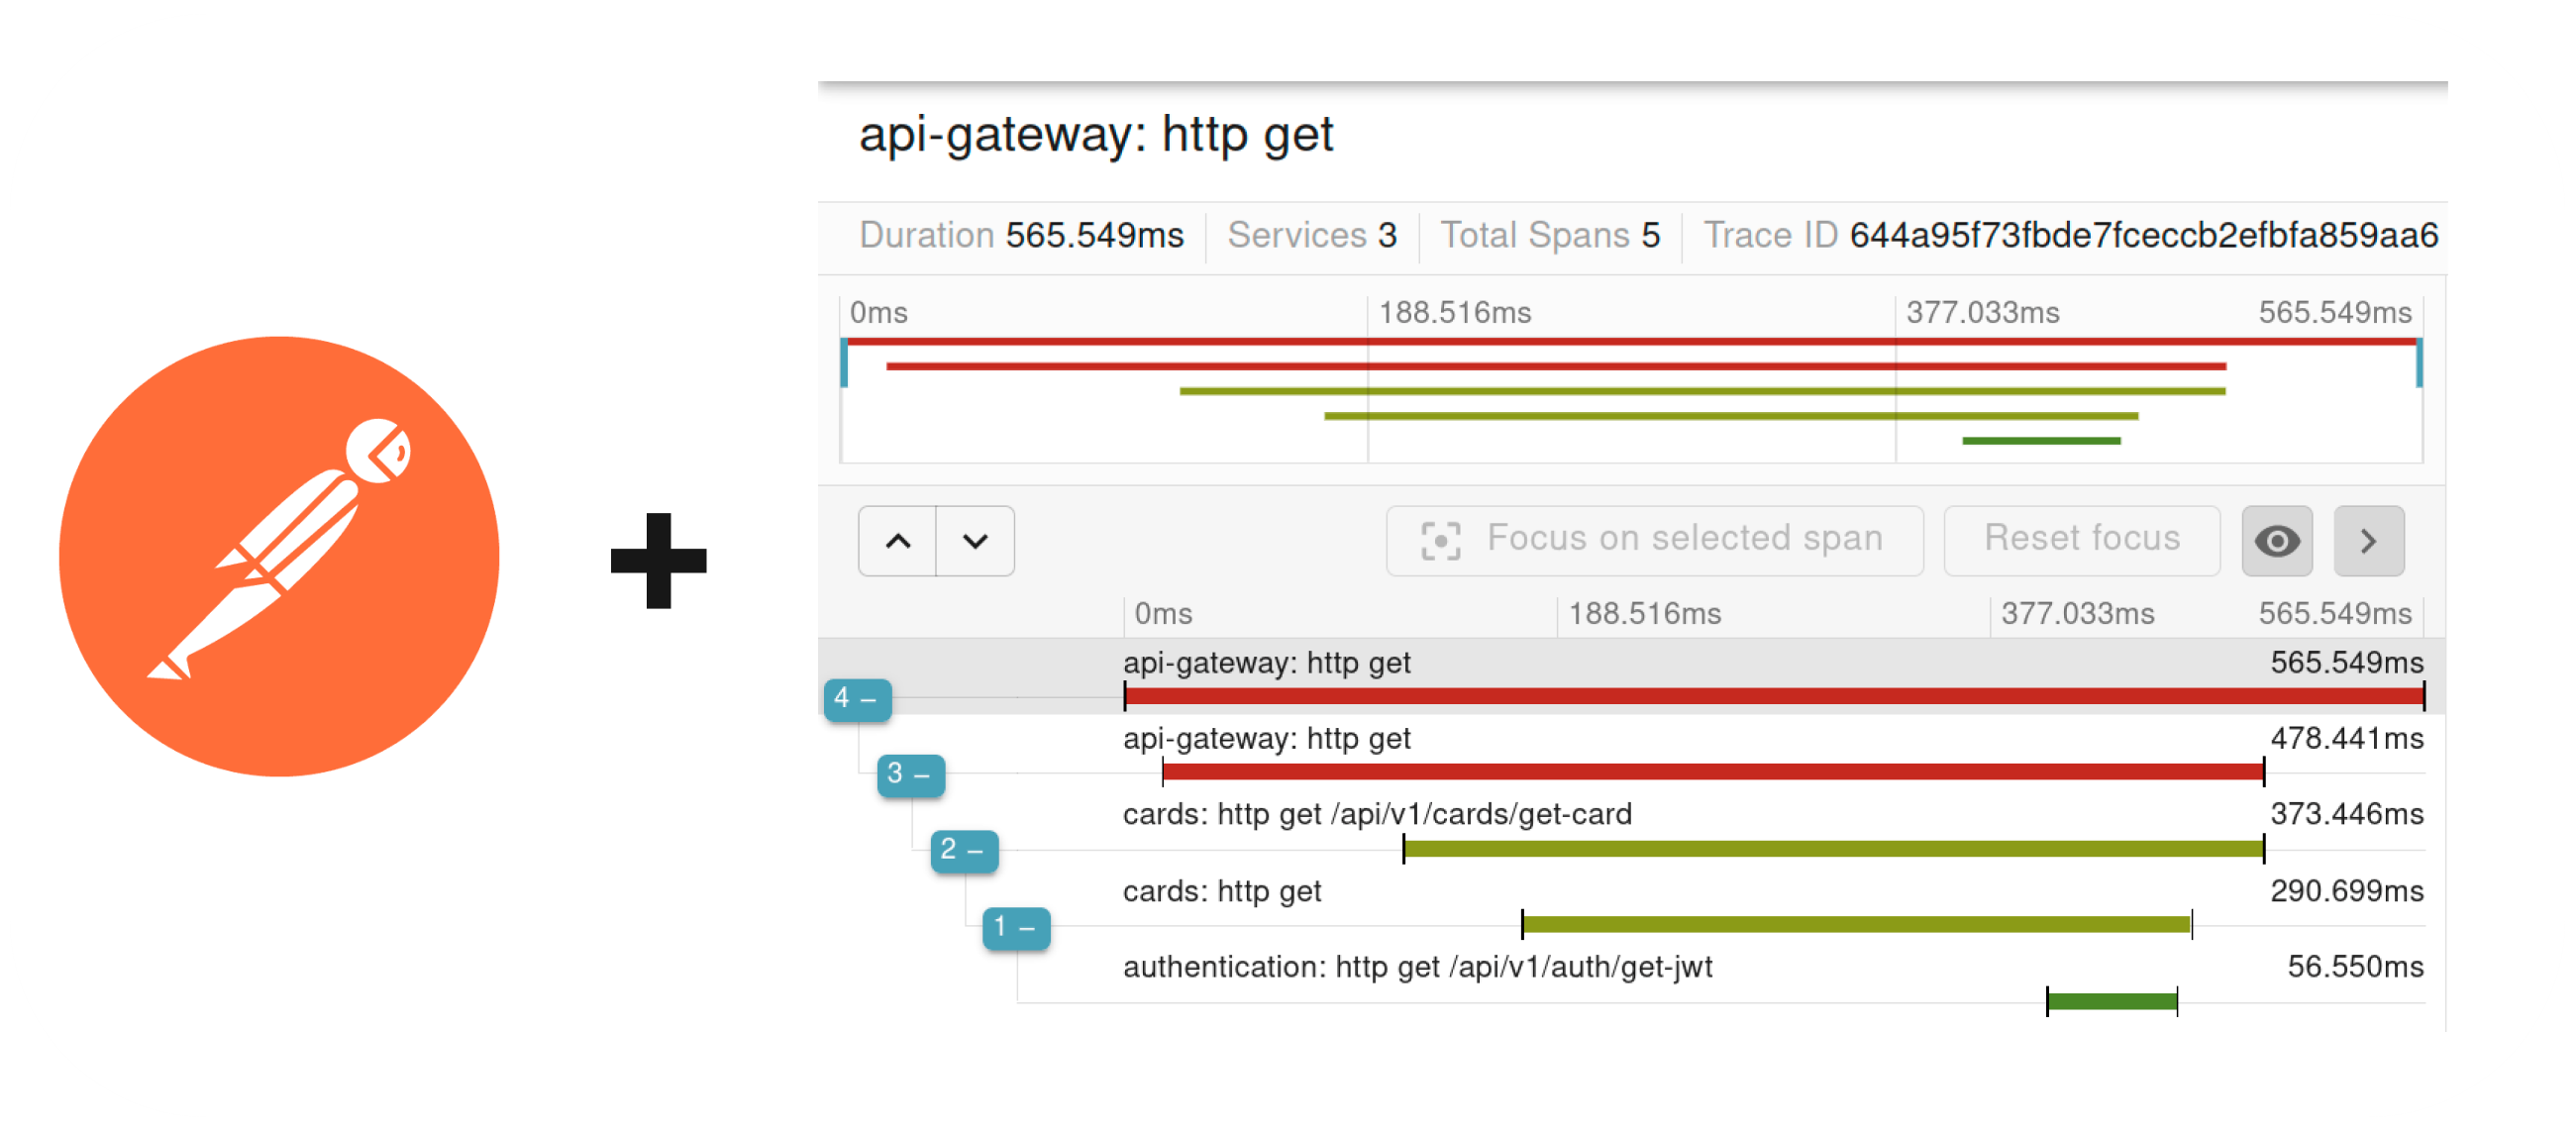 api-gateway: http get
Duration 565.549ms Services 3 Total Spans 5 Trace ID 644a95f73fbde7fceccb2efbfa859aa6
0ms 188.516ms 377.033ms 565.549ms
Focus on selected span Reset focus
0ms 188.516ms 377.033ms 565.549ms
api-gateway: http get 565.549ms
4 –
api-gateway: http get 478.441ms
3 –
cards: http get /api/v1/cards/get-card 373.446ms
2 –
cards: http get 290.699ms
1 –
authentication: http get /api/v1/auth/get-jwt 56.550ms